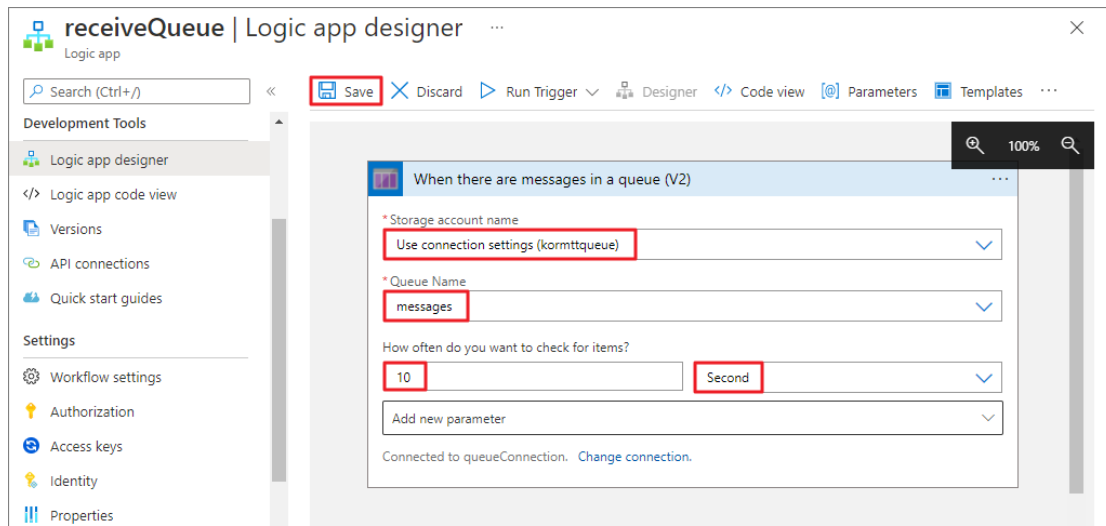 receiveQueue | Logic app designer ...
Logic app
Search (Ctrl+/)
«
Save
Discard
Run Trigger
Designer
</> Code view
[@] Parameters
Templates
...
Development Tools
Logic app designer
</> Logic app code view
Versions
API connections
Quick start guides
Settings
Workflow settings
Authorization
Access keys
Identity
Properties
100%
When there are messages in a queue (V2)
...
*Storage account name
Use connection settings (kormttqueue)
*Queue Name
messages
How often do you want to check for items?
10
Second
Add new parameter
Connected to queueConnection. Change connection.